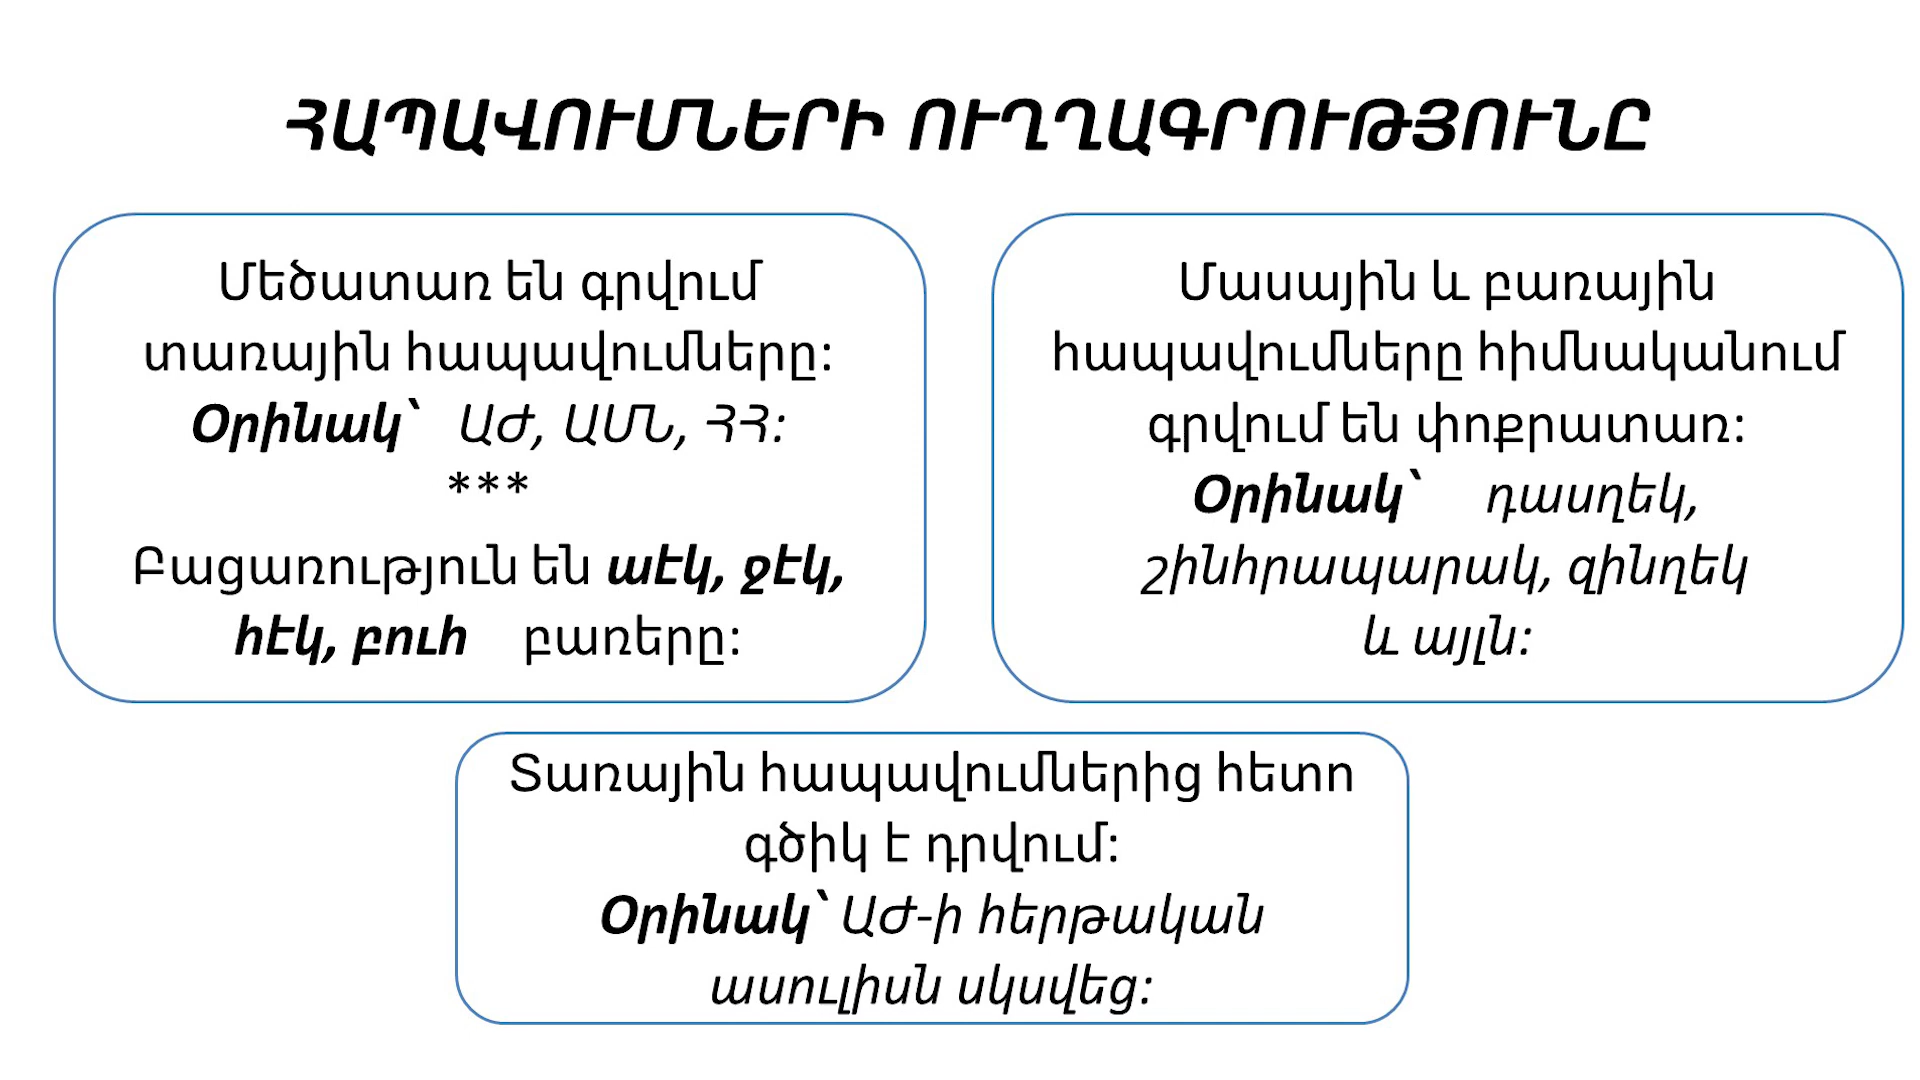 ՀԱՊԱՎՈՒՄՆԵՐԻ ՈՒՂՂԱԳՐՈՒԹՅՈՒՆԸ
Մեծատառ են գրվում
տառային հապավումները:
Օրինակ՝ ԱԺ, ԱՄՆ, ՀՀ:
***
Բացառություն են աէկ, ջէկ,
հէկ, բուհ բառերը:
Մասային և բառային
հապավումները հիմնականում
գրվում են փոքրատառ:
Օրինակ՝ դասղեկ,
շինհրապարակ, զինղեկ
և այլն:
Տառային հապավումներից հետո
գծիկ է դրվում:
Օրինակ՝ ԱԺ-ի հերթական
ասուլիսն սկսվեց: